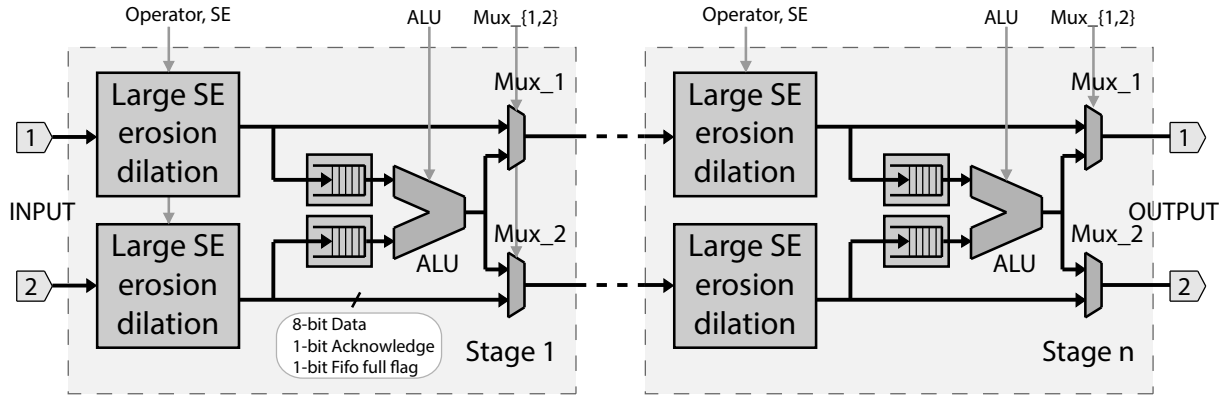 Operator, SE
ALU
Mux_{1,2}
Operator, SE
ALU
Mux_{1,2}
Large SE
erosion
dilation
Mux_1
Large SE
erosion
dilation
Mux_1
1
1
INPUT
OUTPUT
Large SE
erosion
dilation
Mux_2
ALU
Large SE
erosion
dilation
Mux_2
ALU
2
2
8-bit Data
1-bit Acknowledge
1-bit Fifo full flag
Stage 1
Stage n